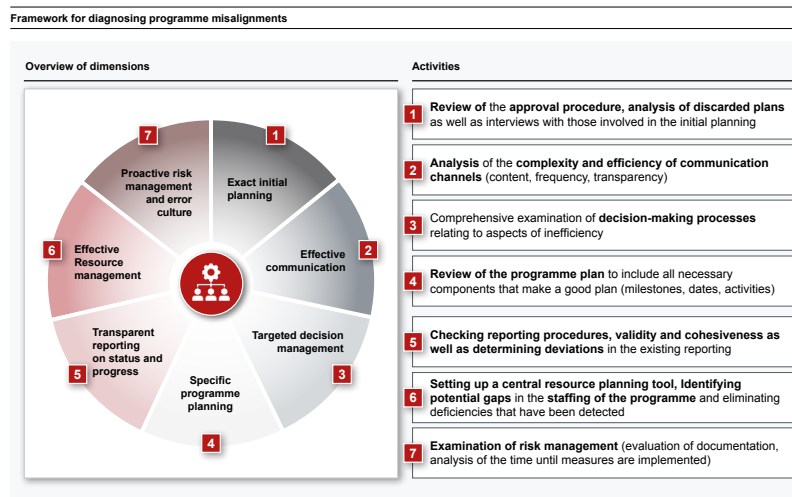 Framework for diagnosing programme misalignments
Overview of dimensions
7
1
Proactive risk
management
and error
culture
Exact initial
planning
6
Effective
Resource
management
2
Effective
communication
Transparent
reporting
on status and
progress
5
Targeted decision
management
3
Specific
programme
planning
4
Activities
1
Review of the approval procedure, analysis of discarded plans
as well as interviews with those involved in the initial planning
2
Analysis of the complexity and efficiency of communication
channels (content, frequency, transparency)
3
Comprehensive examination of decision-making processes
relating to aspects of inefficiency
4
Review of the programme plan to include all necessary
components that make a good plan (milestones, dates, activities)
5
Checking reporting procedures, validity and cohesiveness as
well as determining deviations in the existing reporting
6
Setting up a central resource planning tool, Identifying
potential gaps in the staffing of the programme and eliminating
deficiencies that have been detected
7
Examination of risk management (evaluation of documentation,
analysis of the time until measures are implemented)